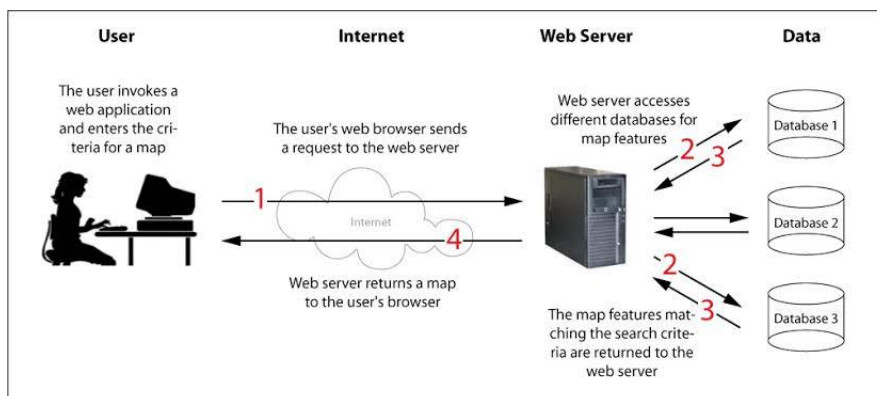 User
Internet
Web Server
Data
The user invokes a
web application
and enters the cri-
teria for a map
The user's web browser sends
a request to the web server
Web server accesses
different databases for
map features
Database 1
2
3
1
Internet
4
Database 2
Web server returns a map
to the user's browser
2
3
Database 3
The map features mat-
ching the search crite-
ria are returned to the
web server